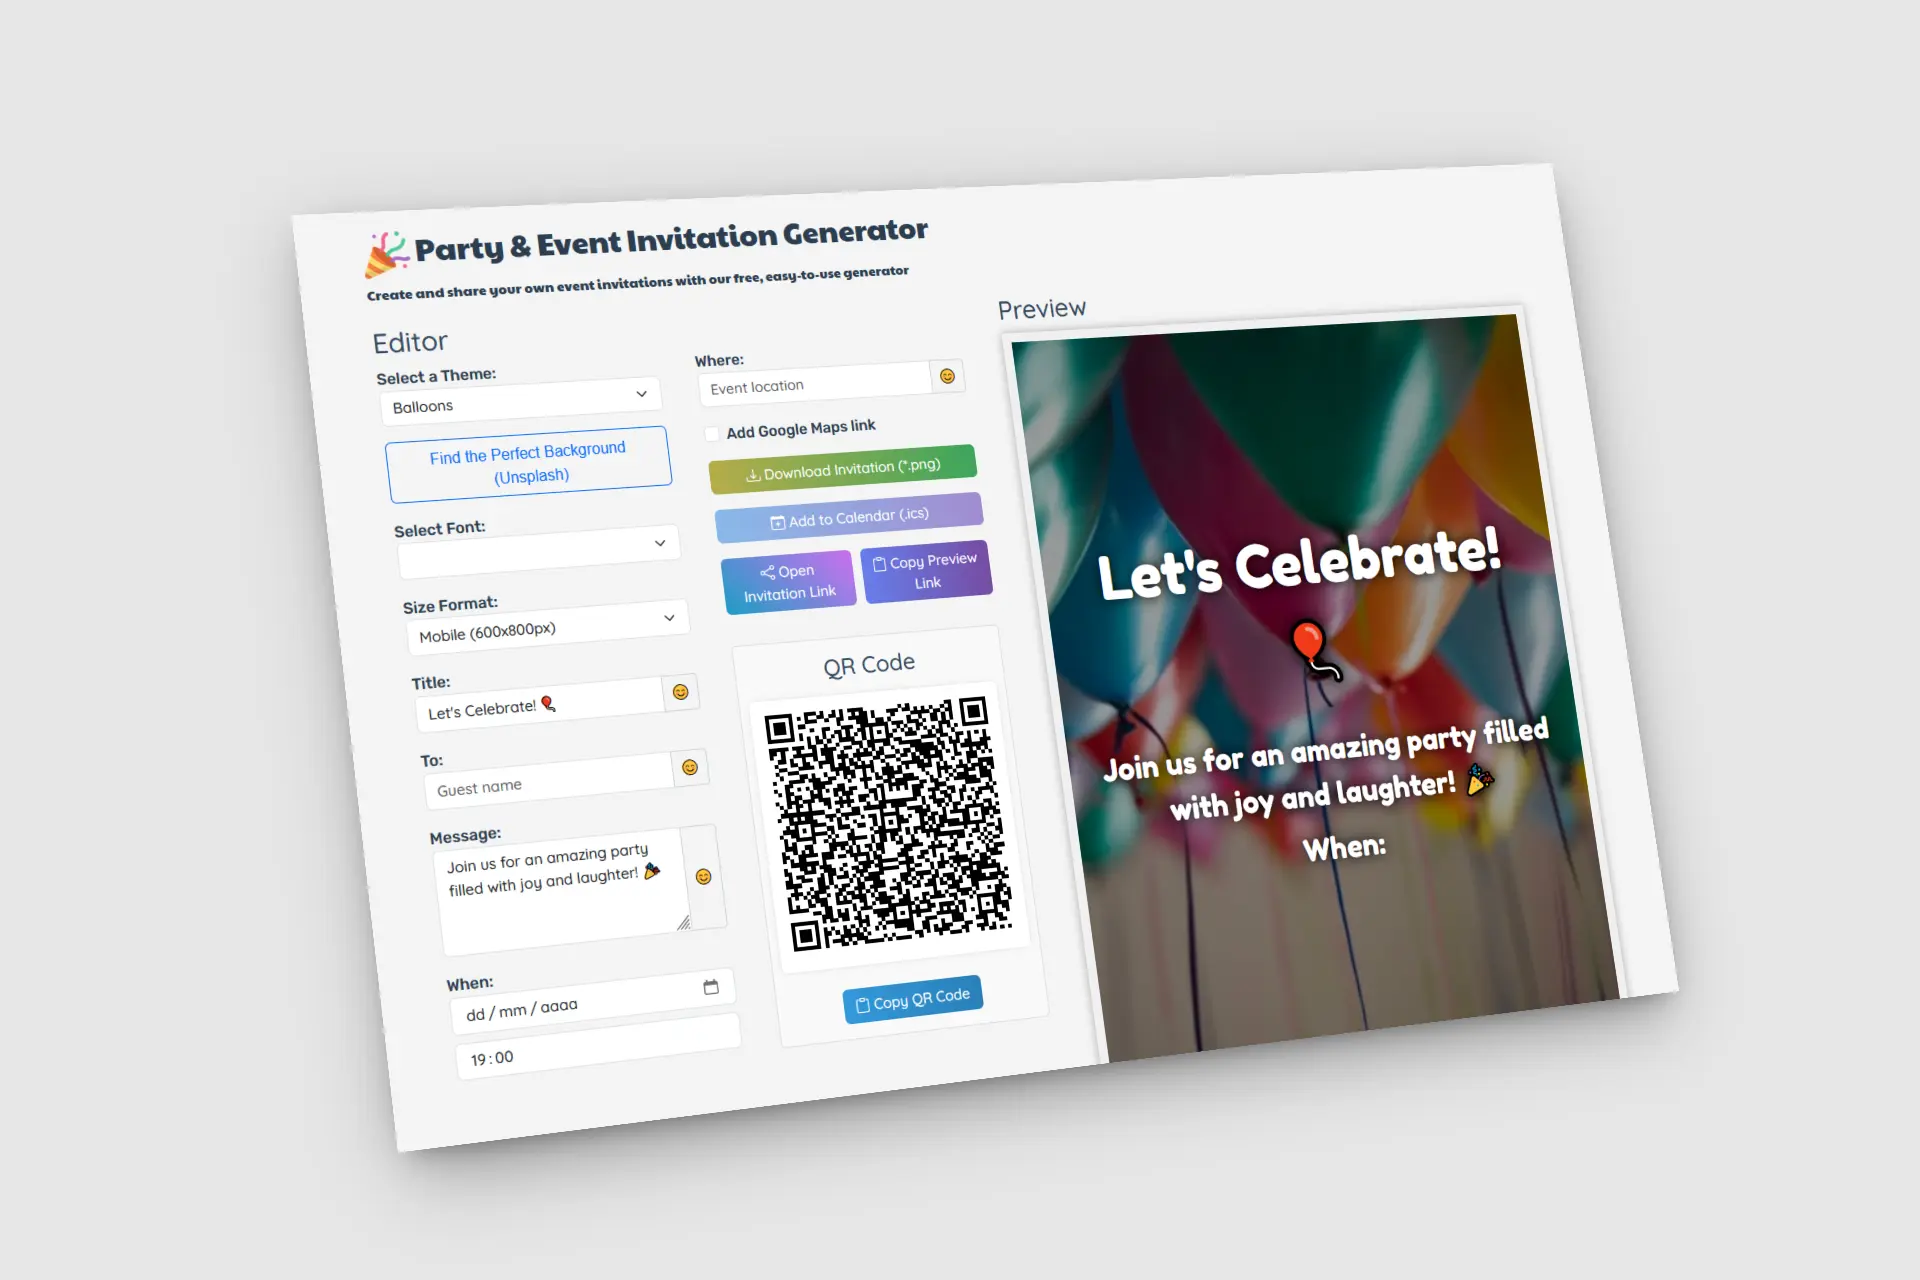 🎉 Party & Event Invitation Generator
Create and share your own event invitations with our free, easy-to-use generator
Editor
Select a Theme:
Balloons
Find the Perfect Background
(Unsplash)
Select Font:
Size Format:
Mobile (600x800px)
Title:
Let's Celebrate! 🎈
To:
Guest name
Message:
Join us for an amazing party
filled with joy and laughter! 🎉
When:
dd / mm / aaaa
19:00
Where:
Event location
Add Google Maps link
Download Invitation (*.png)
Add to Calendar (.ics)
Open
Invitation Link
Copy Preview
Link
QR Code
Copy QR Code
Preview
Let's Celebrate!
🎈
Join us for an amazing party filled
with joy and laughter! 🎉
When: